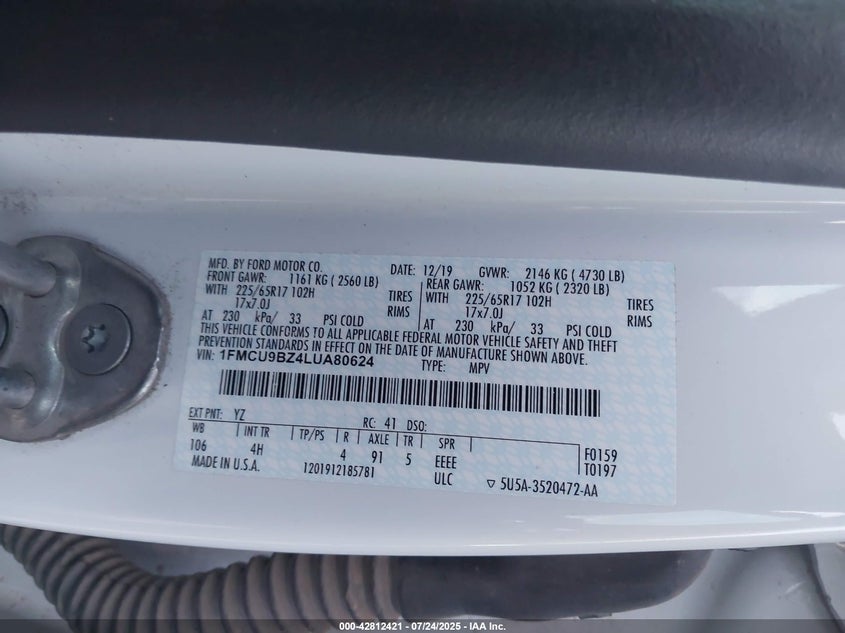 MFD. BY FORD MOTOR CO. DATE: 12/19 GVWR: 2146 KG ( 4730 LB)
FRONT GAWR: 1161 KG ( 2560 LB) REAR GAWR: 1052 KG ( 2320 LB)
WITH 225/65R17 102H TIRES WITH 225/65R17 102H TIRES
17x7.0J RIMS 17x7.0J RIMS
AT 230 kPa/ 33 PSI COLD AT 230 kPa/ 33 PSI COLD
THIS VEHICLE CONFORMS TO ALL APPLICABLE FEDERAL MOTOR VEHICLE SAFETY AND THEFT
PREVENTION STANDARDS IN EFFECT ON THE DATE OF MANUFACTURE SHOWN ABOVE.
VIN: 1FMCU9BZ4LUA80624 TYPE: MPV
EXT PNT: YZ RC: 41 DSO:
WB INT TR TP/PS R AXLE TR SPR F0159
106 4H 4 91 5 EEEE T0197
MADE IN U.S.A. 1201912185781 ULC ▽ 5U5A-3520472-AA
000-42812421 - 07/24/2025 - IAA Inc.